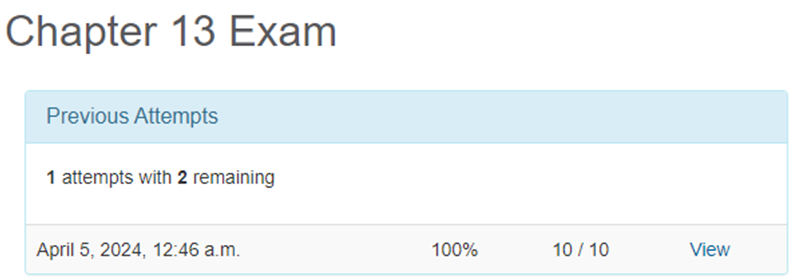 Chapter 13 Exam
Previous Attempts
1 attempts with 2 remaining
April 5, 2024, 12:46 a.m. 100% 10 / 10 View